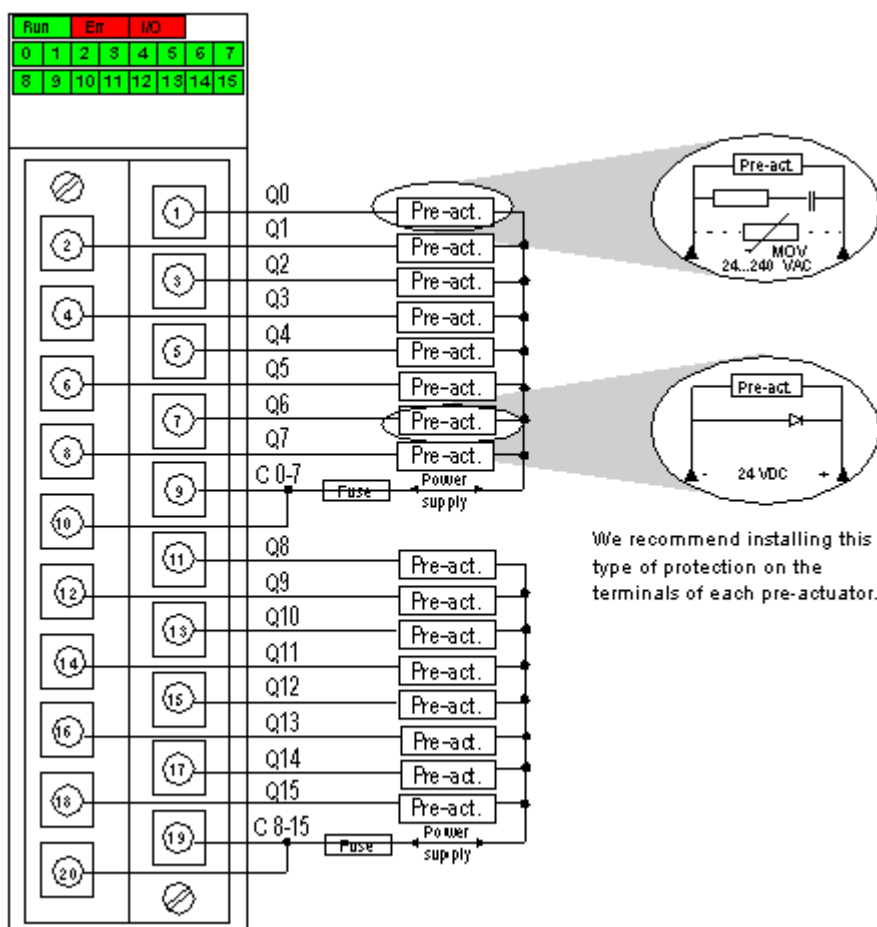 Run Err I/O
0 1 2 3 4 5 6 7
8 9 10 11 12 13 14 15
1 Q0 Pre-act.
2 Q1 Pre-act.
3 Q2 Pre-act.
4 Q3 Pre-act.
5 Q4 Pre-act.
6 Q5 Pre-act.
7 Q6 Pre-act.
8 Q7 Pre-act.
9 C 0-7 Fuse Power supply
10
11 Q8 Pre-act.
12 Q9 Pre-act.
13 Q10 Pre-act.
14 Q11 Pre-act.
15 Q12 Pre-act.
16 Q13 Pre-act.
17 Q14 Pre-act.
18 Q15 Pre-act.
19 C 8-15 Fuse Power supply
20
Pre-act.
MOV
24...240 VAC
Pre-act.
- 24 VDC +
We recommend installing this
type of protection on the
terminals of each pre-actuator.